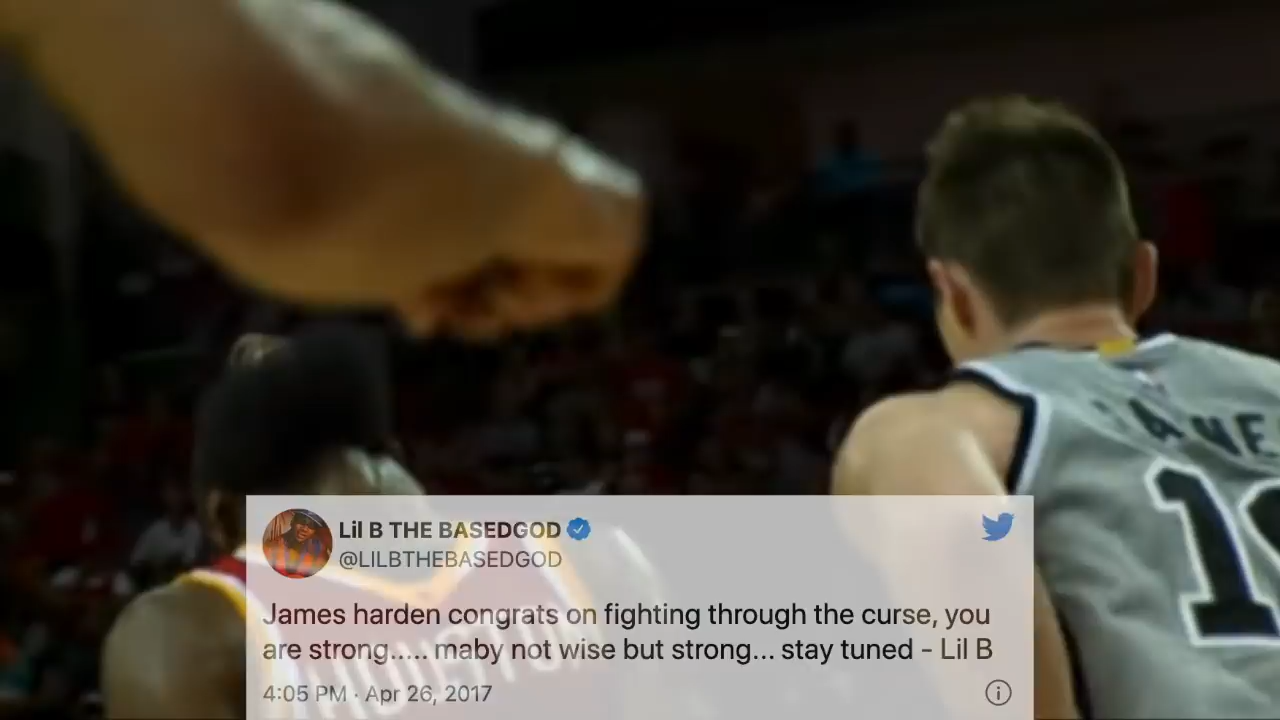 Lil B THE BASEDGOD
@LILBTHEBASEDGOD
James harden congrats on fighting through the curse, you
are strong..... maby not wise but strong... stay tuned - Lil B
4:05 PM · Apr 26, 2017